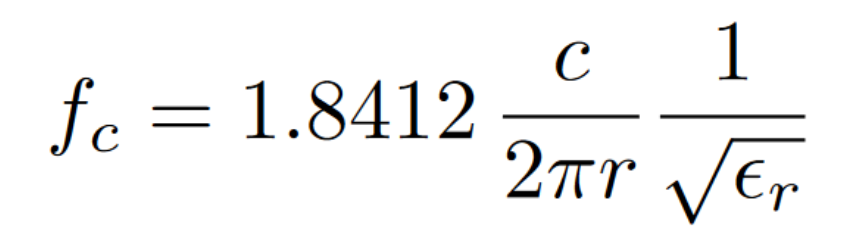 f_c = 1.8412 \frac{c}{2\pi r} \frac{1}{\sqrt{\epsilon_r}}